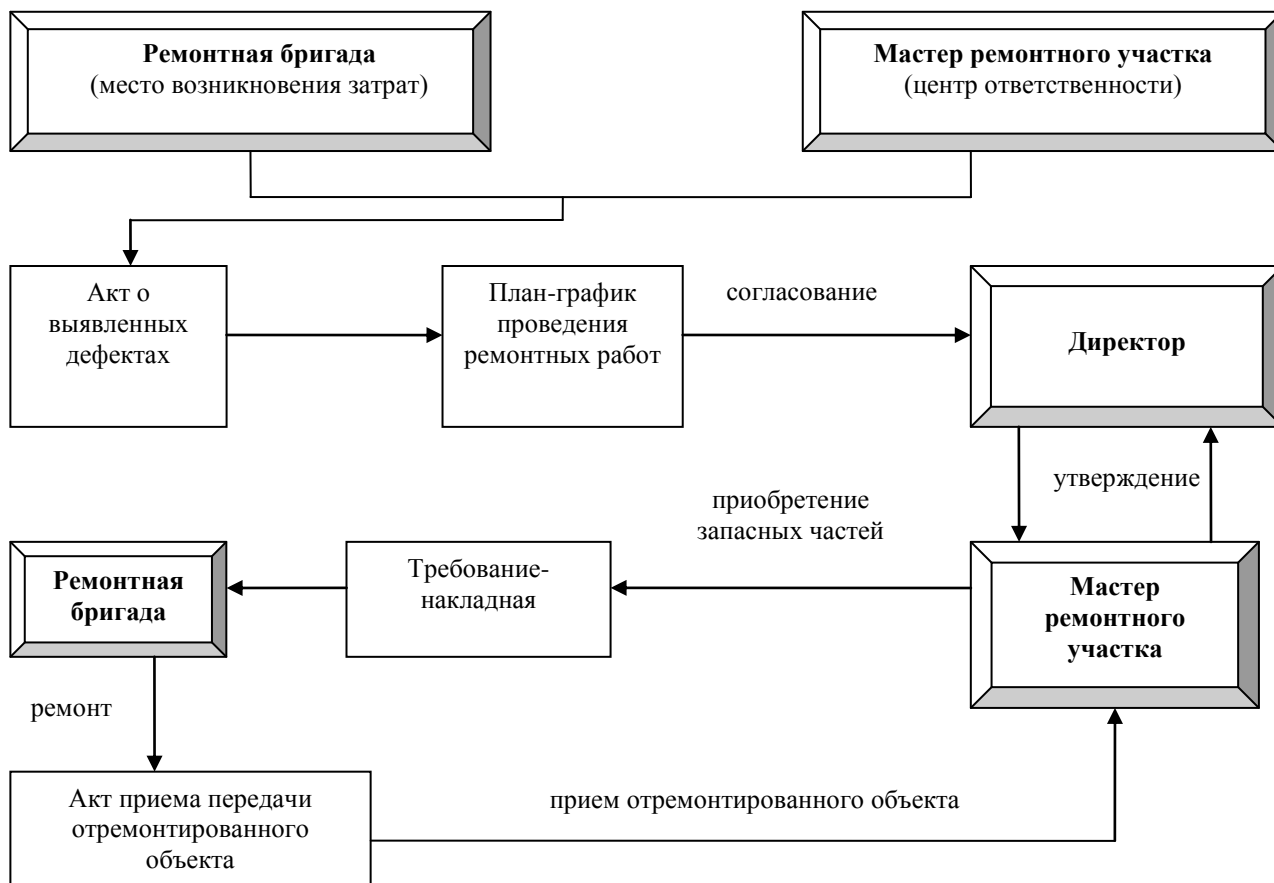 Ремонтная бригада
(место возникновения затрат)
Мастер ремонтного участка
(центр ответственности)
Акт о
выявленных
дефектах
План-график
проведения
ремонтных работ
согласование
Директор
утверждение
приобретение
запасных частей
Ремонтная
бригада
Требование-
накладная
Мастер
ремонтного
участка
ремонт
Акт приема передачи
отремонтированного
объекта
прием отремонтированного объекта